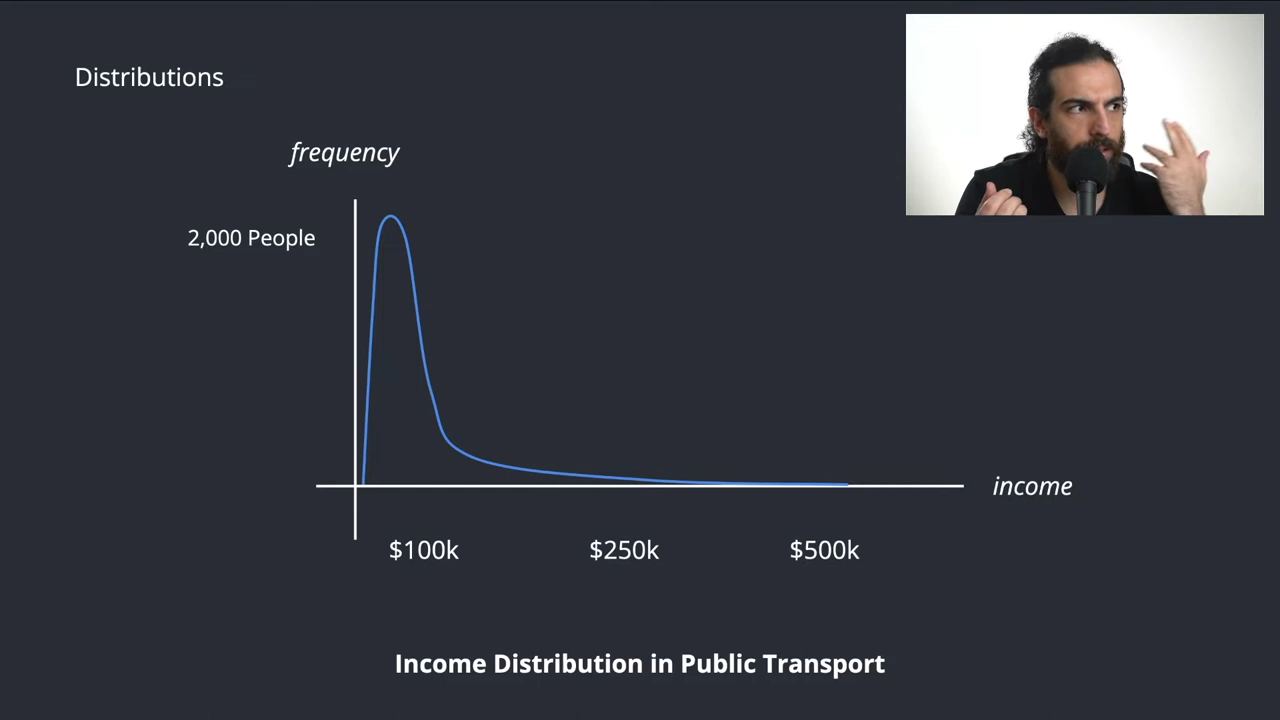 Distributions
frequency
2,000 People
income
$100k $250k $500k
Income Distribution in Public Transport